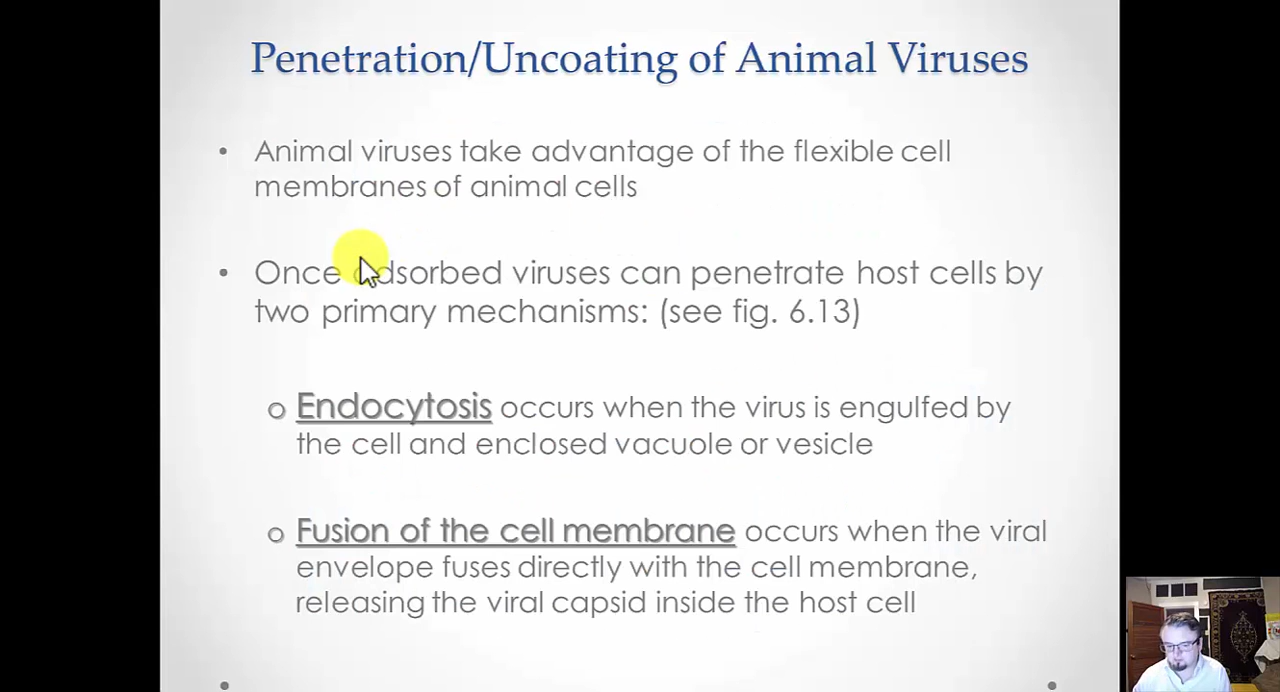 Penetration/Uncoating of Animal Viruses
• Animal viruses take advantage of the flexible cell
membranes of animal cells
• Once adsorbed viruses can penetrate host cells by
two primary mechanisms: (see fig. 6.13)
o Endocytosis occurs when the virus is engulfed by
the cell and enclosed vacuole or vesicle
o Fusion of the cell membrane occurs when the viral
envelope fuses directly with the cell membrane,
releasing the viral capsid inside the host cell